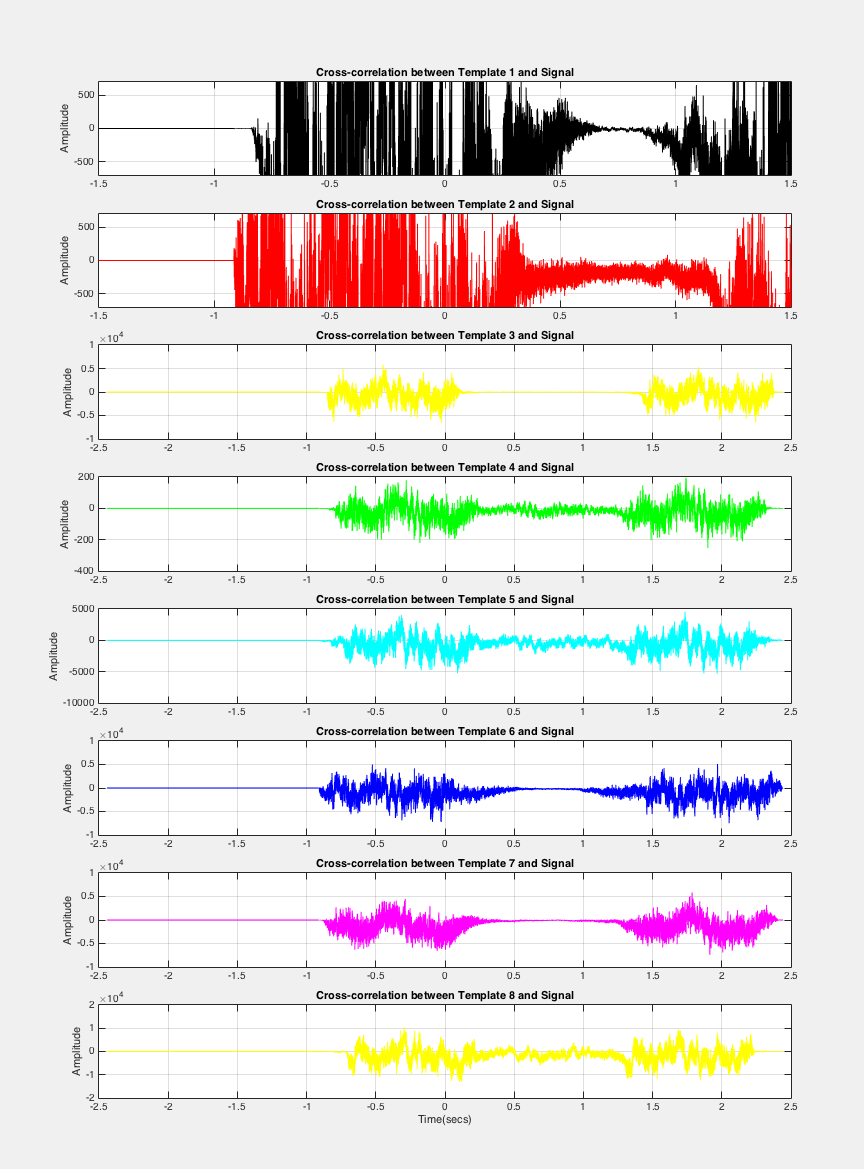 Cross-correlation between Template 1 and Signal
Amplitude
500
0
-500
-1.5 -1 -0.5 0 0.5 1 1.5
Cross-correlation between Template 2 and Signal
Amplitude
500
0
-500
-1.5 -1 -0.5 0 0.5 1 1.5
Cross-correlation between Template 3 and Signal
×10^4
Amplitude
1
0.5
0
-0.5
-1
-2.5 -2 -1.5 -1 -0.5 0 0.5 1 1.5 2 2.5
Cross-correlation between Template 4 and Signal
Amplitude
200
0
-200
-400
-2.5 -2 -1.5 -1 -0.5 0 0.5 1 1.5 2 2.5
Cross-correlation between Template 5 and Signal
Amplitude
5000
0
-5000
-10000
-2.5 -2 -1.5 -1 -0.5 0 0.5 1 1.5 2 2.5
Cross-correlation between Template 6 and Signal
×10^4
Amplitude
1
0.5
0
-0.5
-1
-2.5 -2 -1.5 -1 -0.5 0 0.5 1 1.5 2 2.5
Cross-correlation between Template 7 and Signal
×10^4
Amplitude
1
0.5
0
-0.5
-1
-2.5 -2 -1.5 -1 -0.5 0 0.5 1 1.5 2 2.5
Cross-correlation between Template 8 and Signal
×10^4
Amplitude
2
1
0
-1
-2
-2.5 -2 -1.5 -1 -0.5 0 0.5 1 1.5 2 2.5
Time(secs)